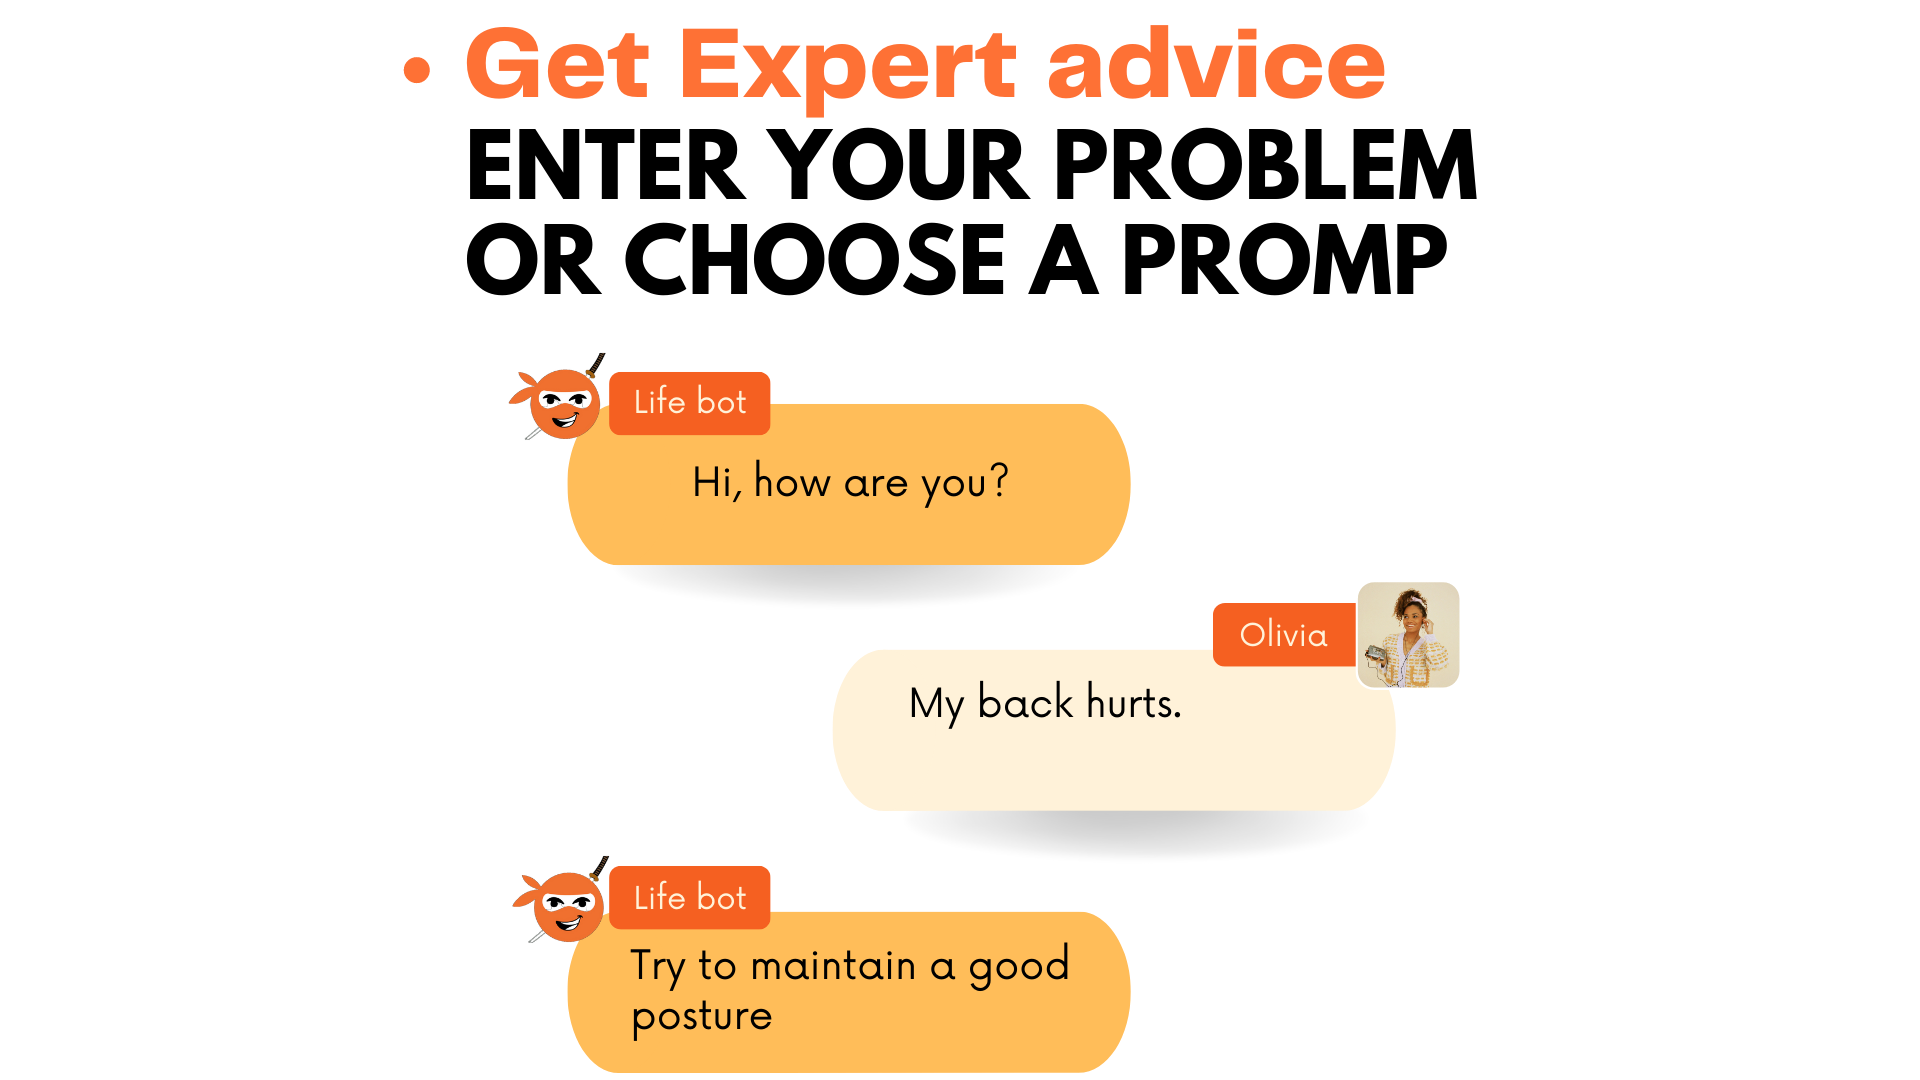 • Get Expert advice
ENTER YOUR PROBLEM
OR CHOOSE A PROMP
Life bot
Hi, how are you?
Olivia
My back hurts.
Life bot
Try to maintain a good
posture